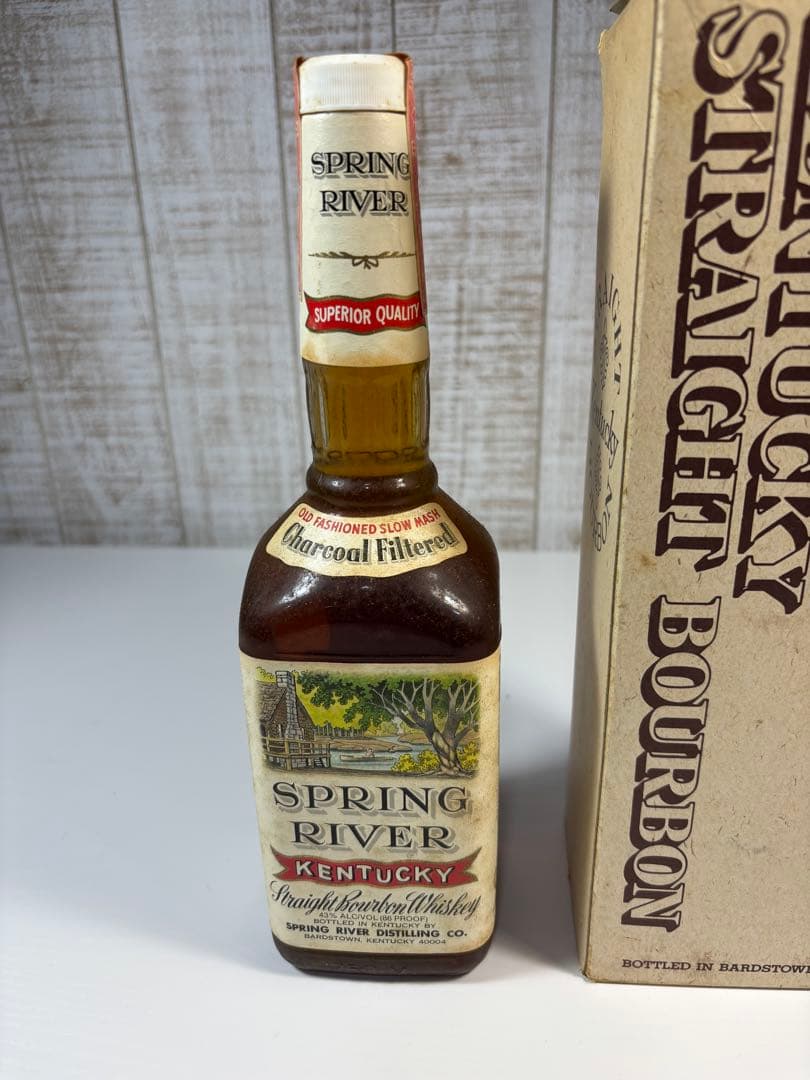 SPRING
RIVER
SUPERIOR QUALITY
OLD FASHIONED SLOW MASH
Charcoal Filtered
SPRING
RIVER
KENTUCKY
Straight Bourbon Whiskey
43% ALC/VOL (86 PROOF)
BOTTLED IN KENTUCKY BY
SPRING RIVER DISTILLING CO.
BARDSTOWN, KENTUCKY 40004
KENTUCKY
STRAIGHT BOURBON
BOTTLED IN BARDSTOWN